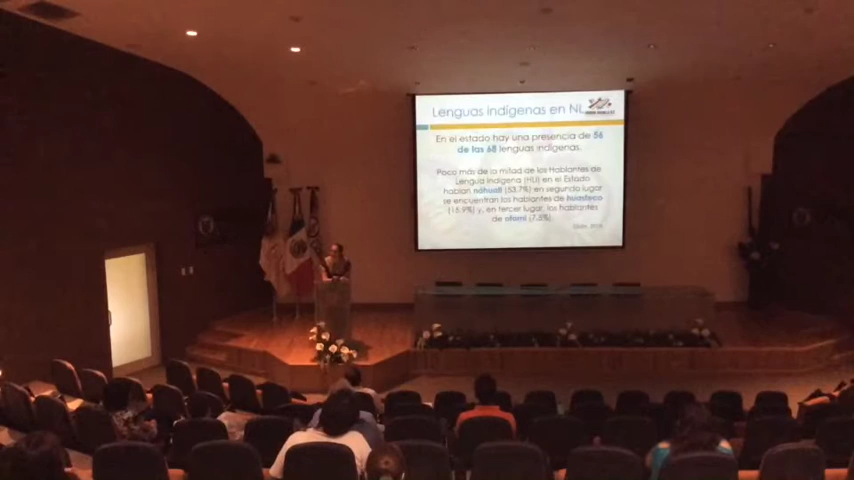 Lenguas indígenas en NL
En el estado hay una presencia de 56
de las 68 lenguas indígenas.
Poco más de la mitad de los Hablantes de
Lengua Indígena (HLI) en el Estado
hablan náhuatl (53.7%) en segundo lugar
se encuentran los hablantes de huasteco
(15.9%) y, en tercer lugar, los hablantes
de otomí (7.5%).